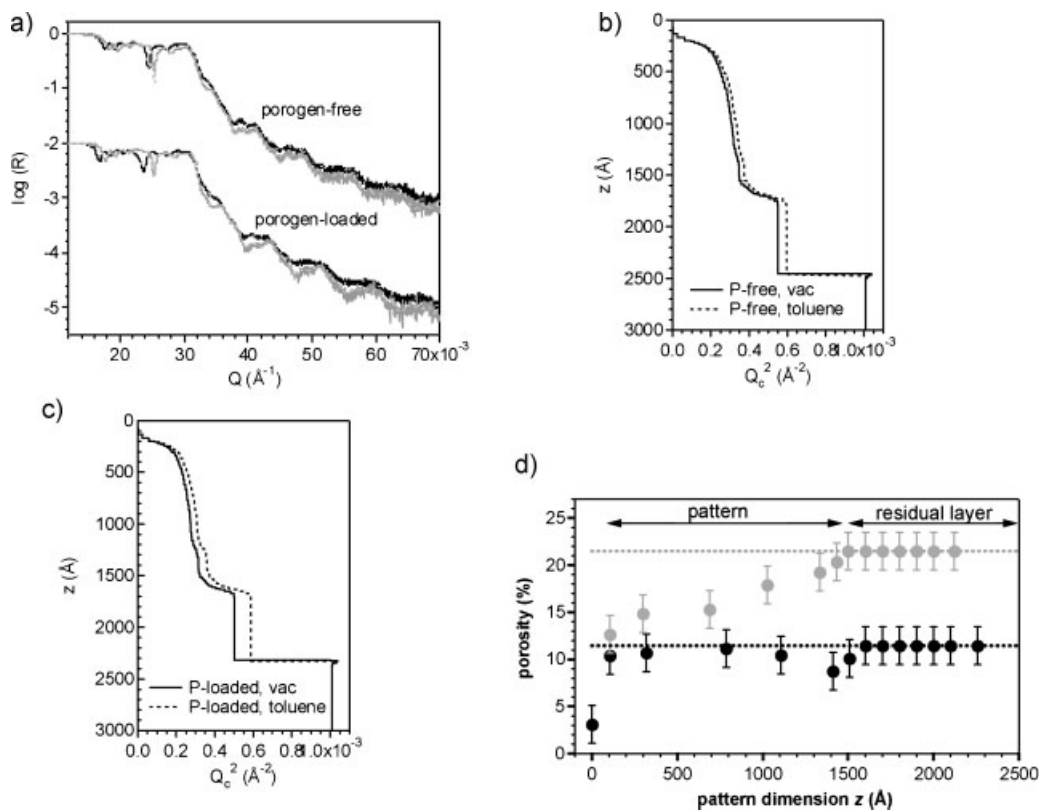 a)
0
-1
-2
-3
-4
-5
log (R)
porogen-free
porogen-loaded
20
30
40
50
60
70x10⁻³
Q (Å⁻¹)
b)
0
500
1000
1500
2000
2500
3000
z (Å)
P-free, vac
P-free, toluene
0.0
0.2
0.4
0.6
0.8
1.0x10⁻³
Q_c² (Å⁻²)
c)
0
500
1000
1500
2000
2500
3000
z (Å)
P-loaded, vac
P-loaded, toluene
0.0
0.2
0.4
0.6
0.8
1.0x10⁻³
Q_c² (Å⁻²)
d)
25
20
15
10
5
0
porosity (%)
pattern
residual layer
0
500
1000
1500
2000
2500
pattern dimension z (Å)